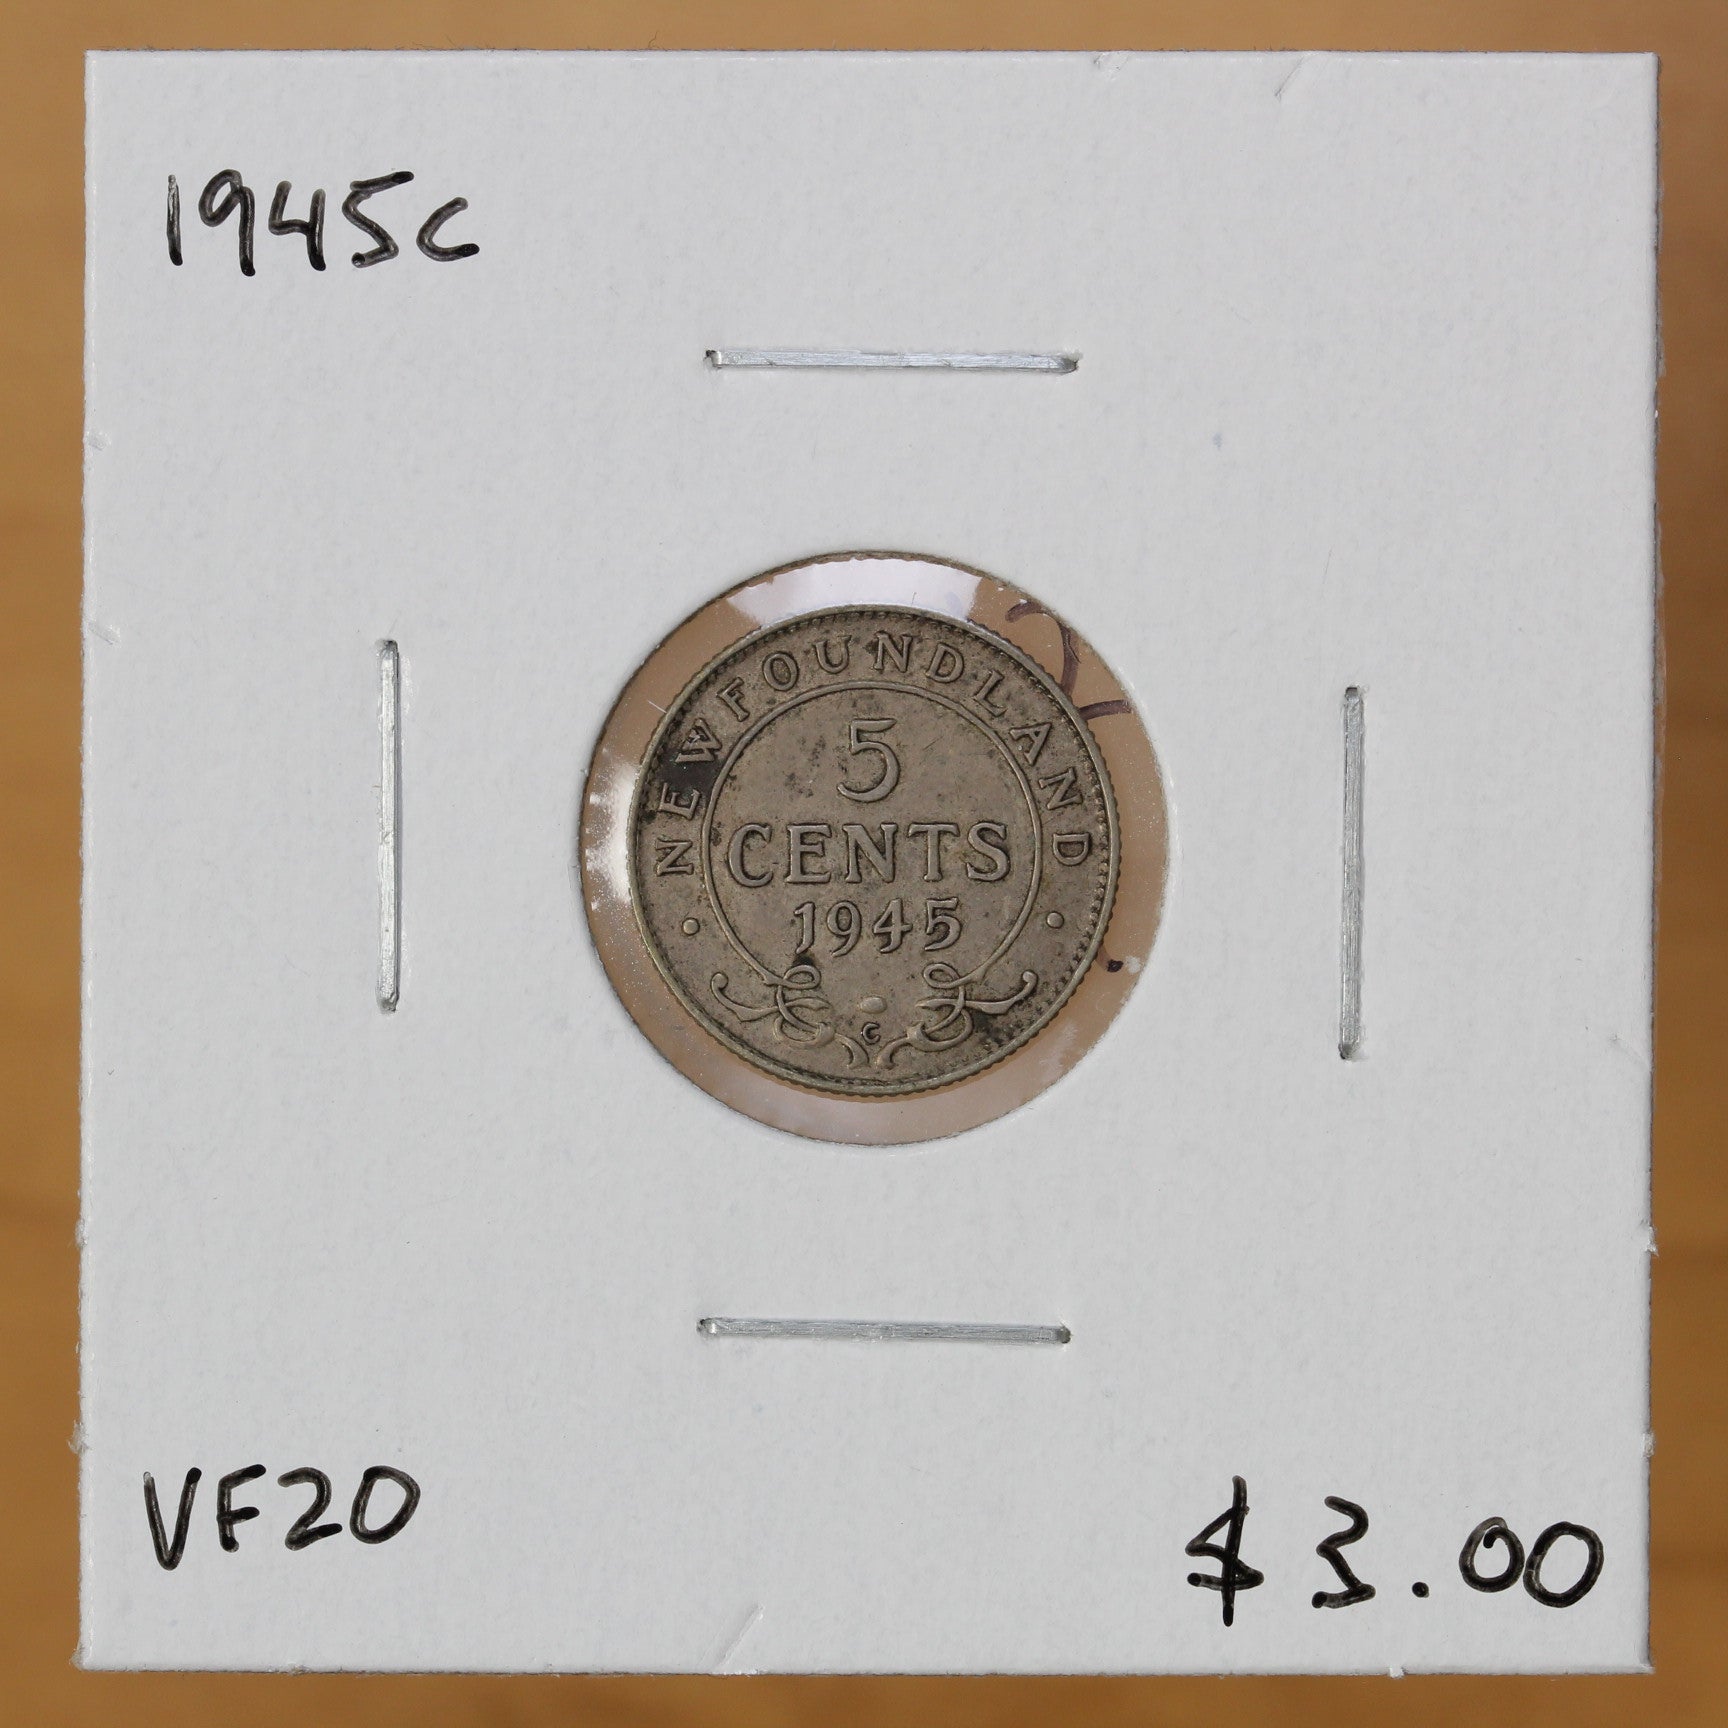 1945C
NEWFOUNDLAND
5
CENTS
1945
C
VF20
$3.00